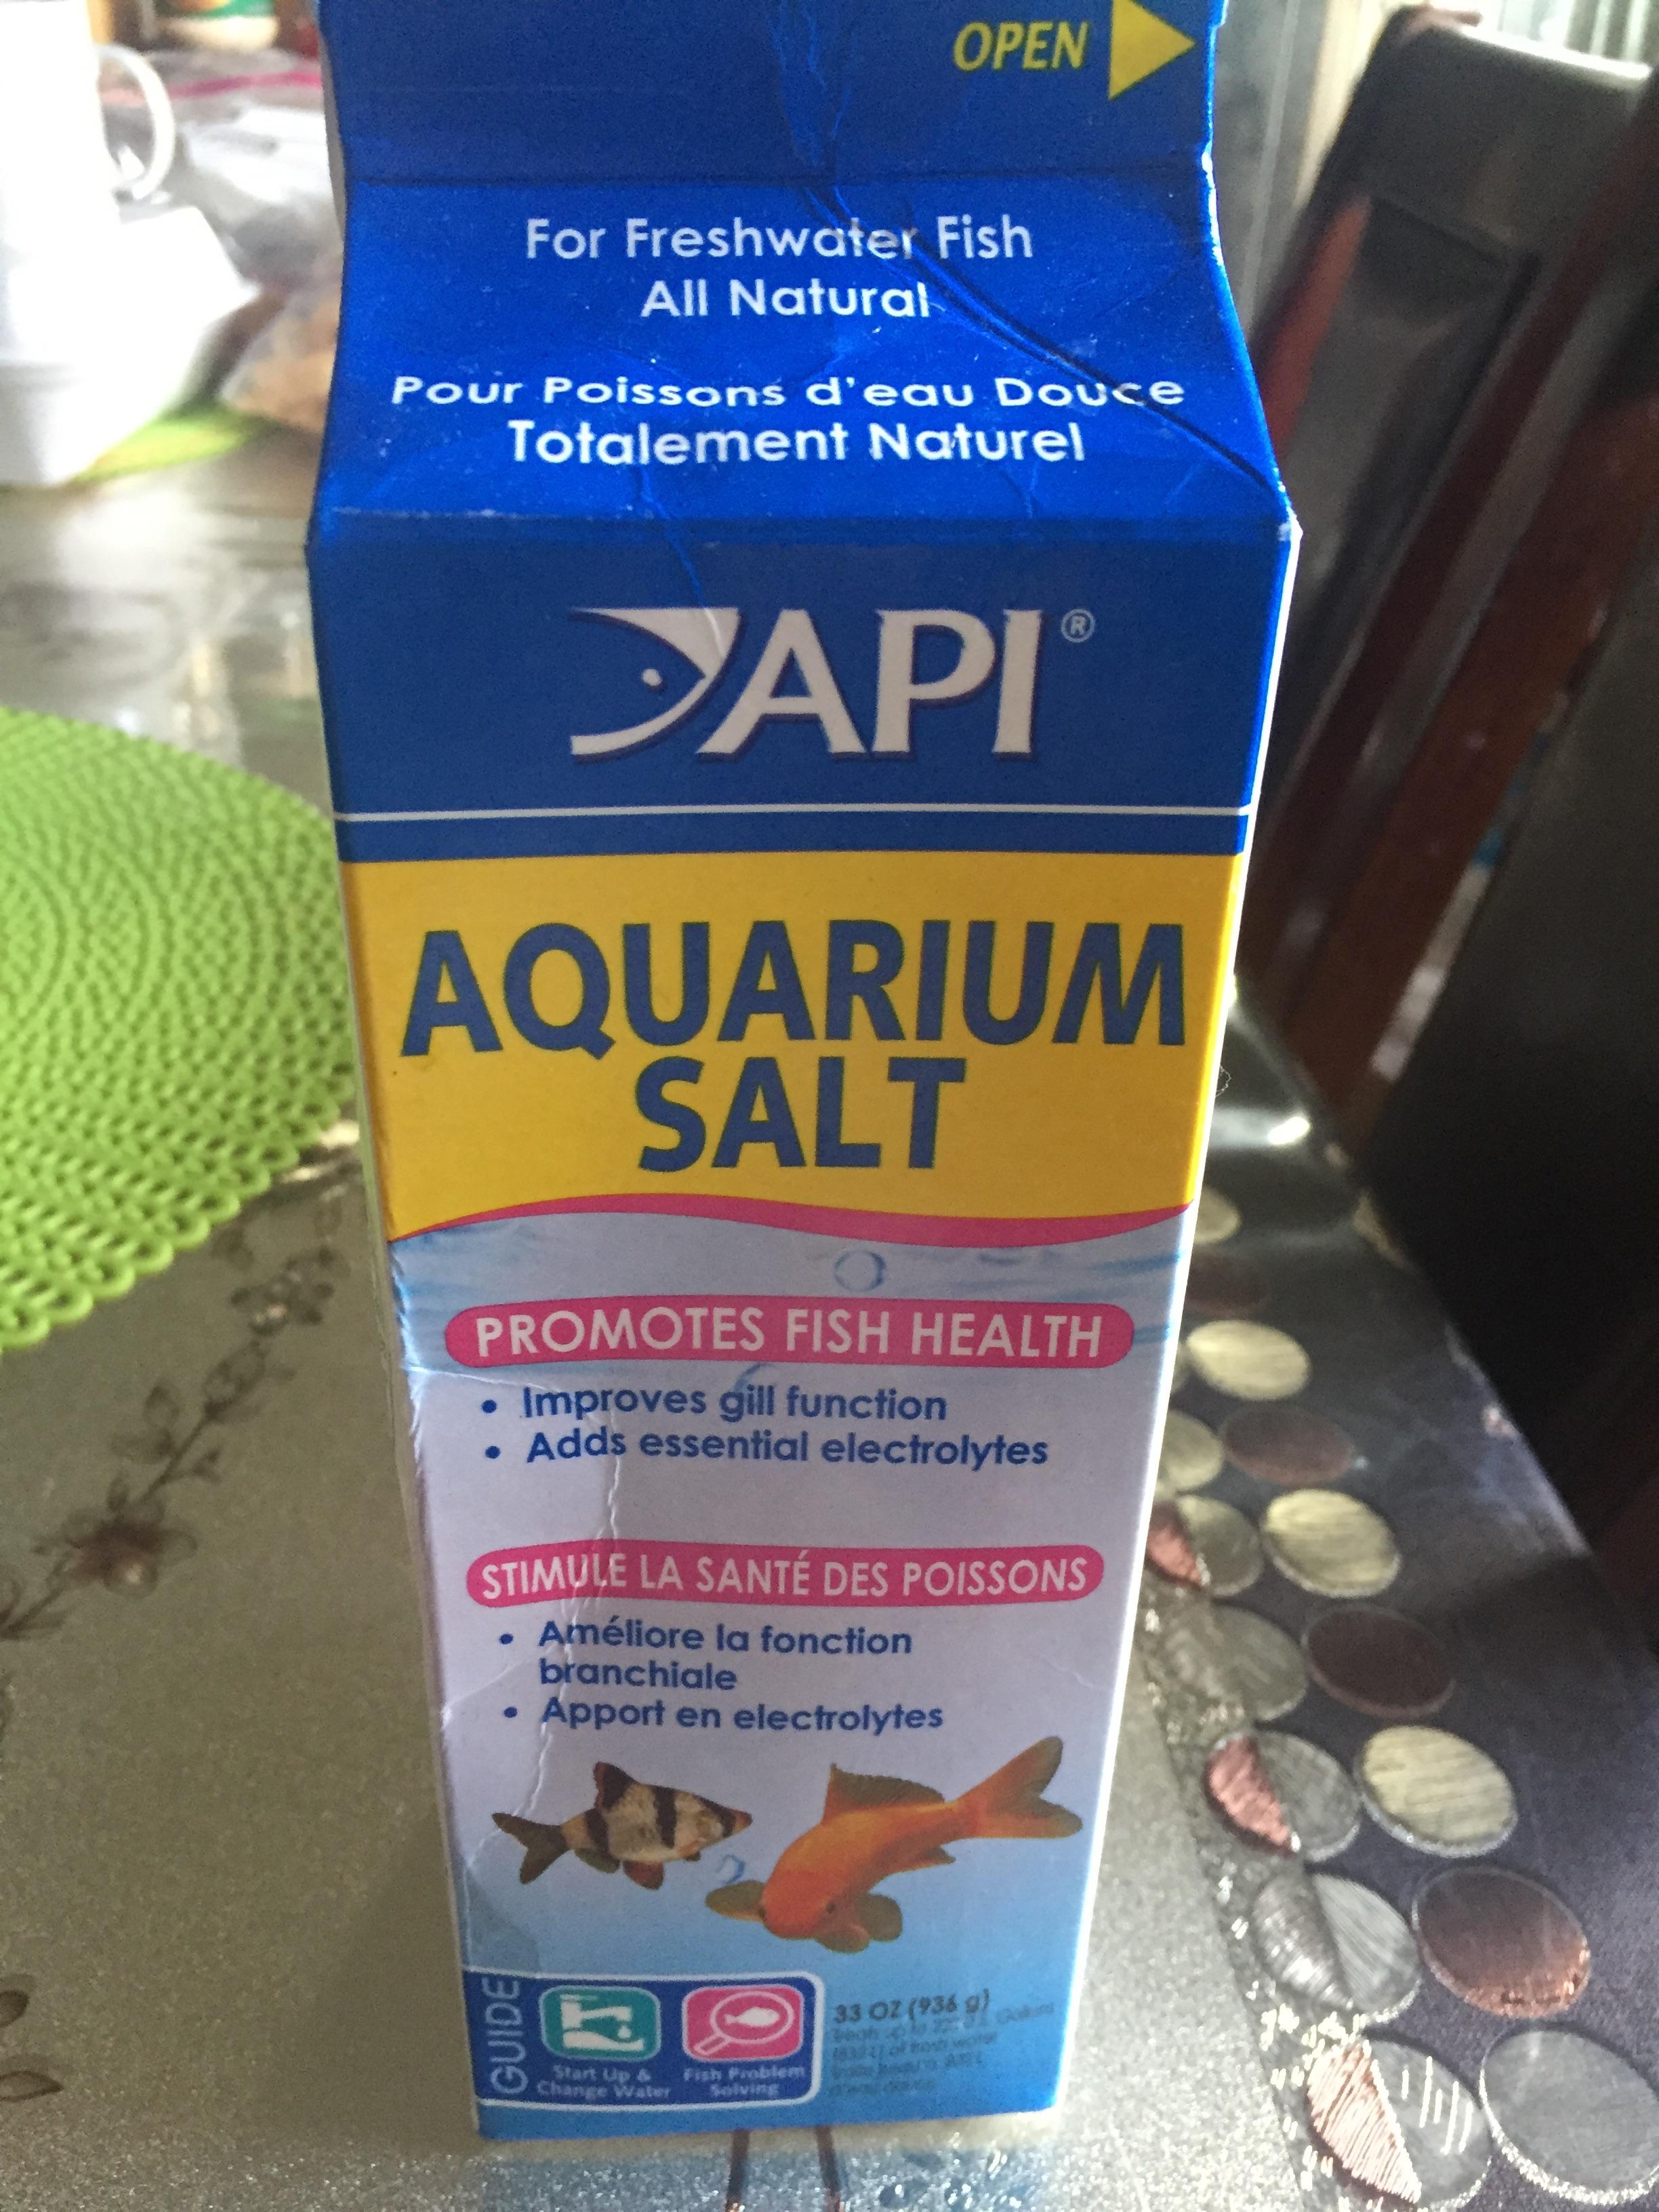 OPEN
For Freshwater Fish
All Natural
Pour Poissons d'eau Douce
Totalement Naturel
API®
AQUARIUM
SALT
PROMOTES FISH HEALTH
• Improves gill function
• Adds essential electrolytes
STIMULE LA SANTÉ DES POISSONS
• Améliore la fonction
branchiale
• Apport en electrolytes
GUIDE
Start Up &
Change Water
Fish Problem
Solving
33 OZ (936 g)